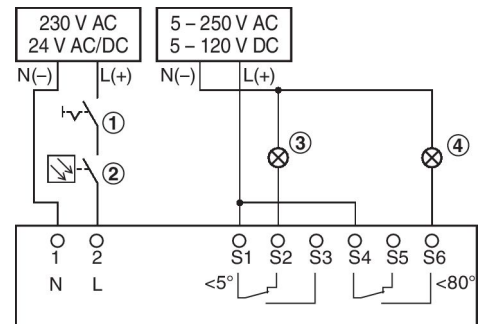 230 V AC
24 V AC/DC
5 – 250 V AC
5 – 120 V DC
N(–) L(+)
N(–) L(+)
1
2
3
4
1 2 S1 S2 S3 S4 S5 S6
N L <5° <80°